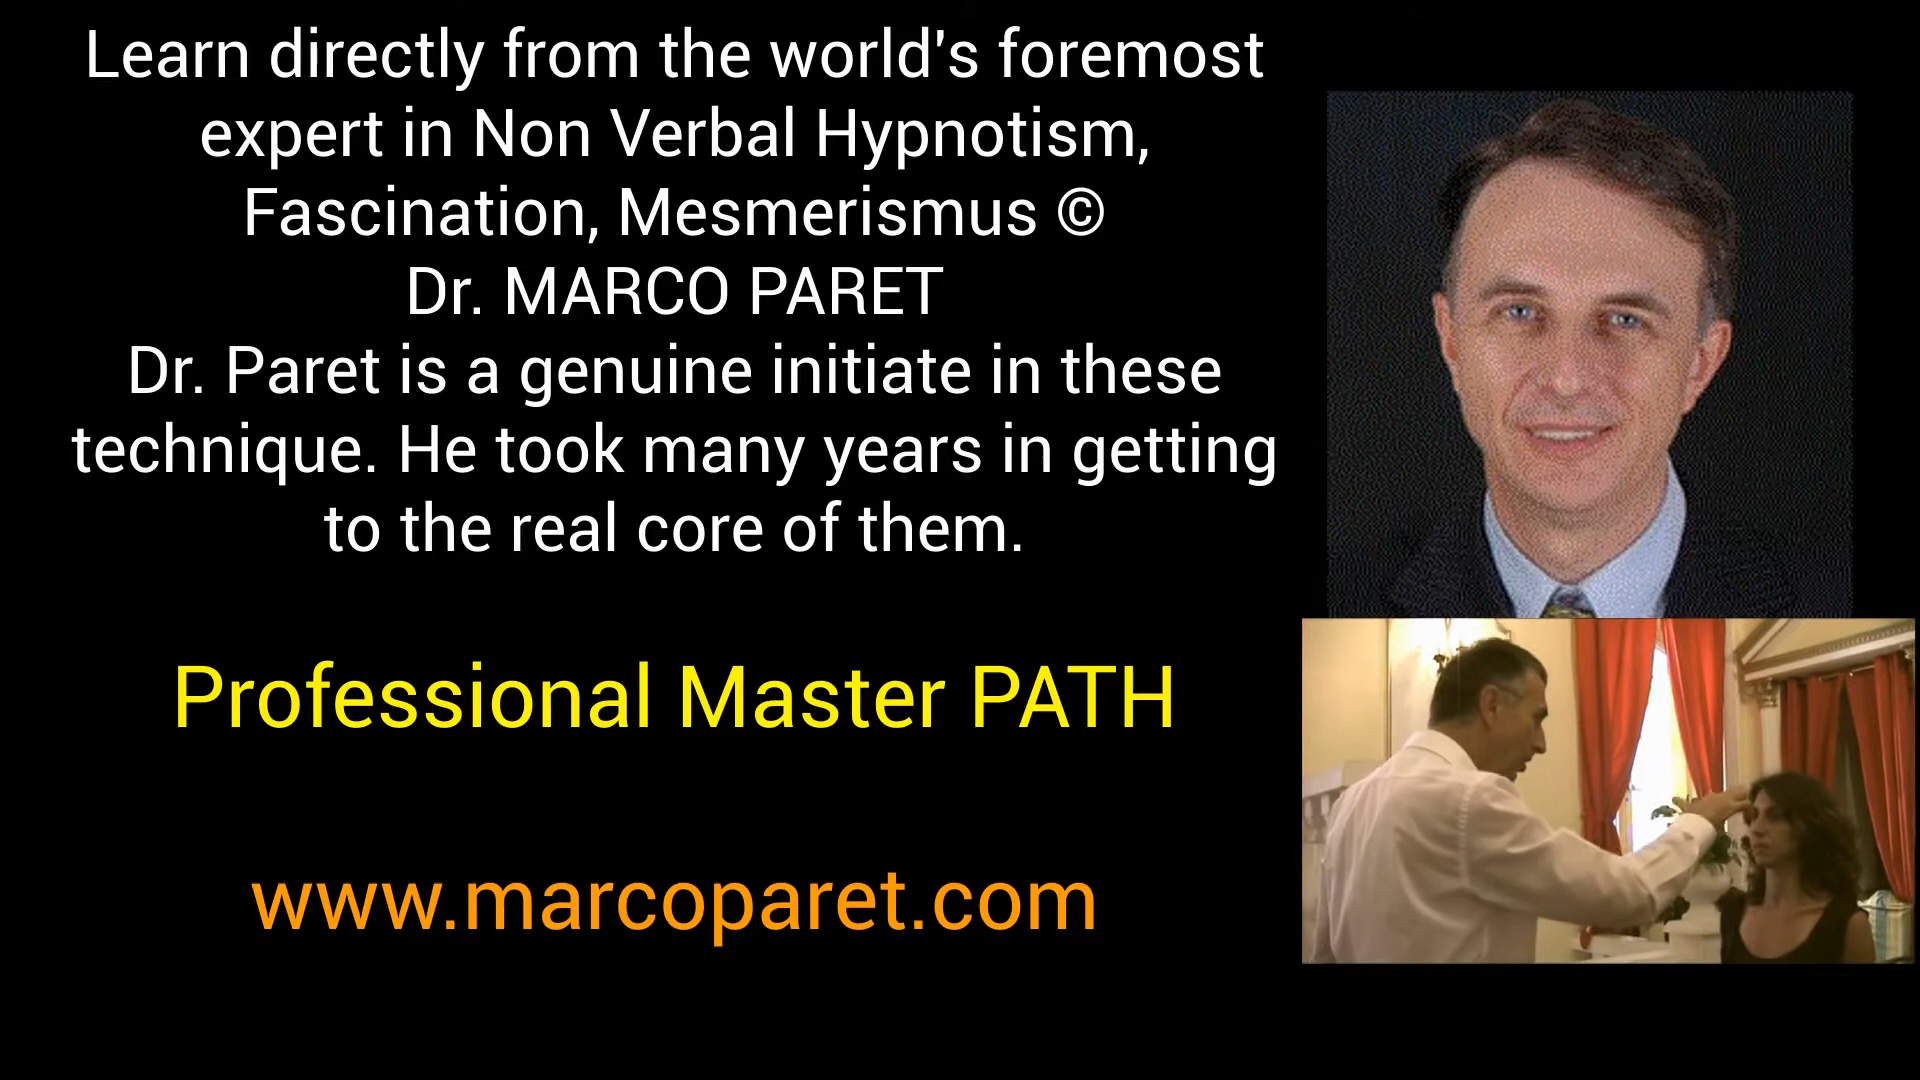 Learn directly from the world's foremost
expert in Non Verbal Hypnotism,
Fascination, Mesmerismus ©
Dr. MARCO PARET
Dr. Paret is a genuine initiate in these
technique. He took many years in getting
to the real core of them.
Professional Master PATH
www.marcoparet.com